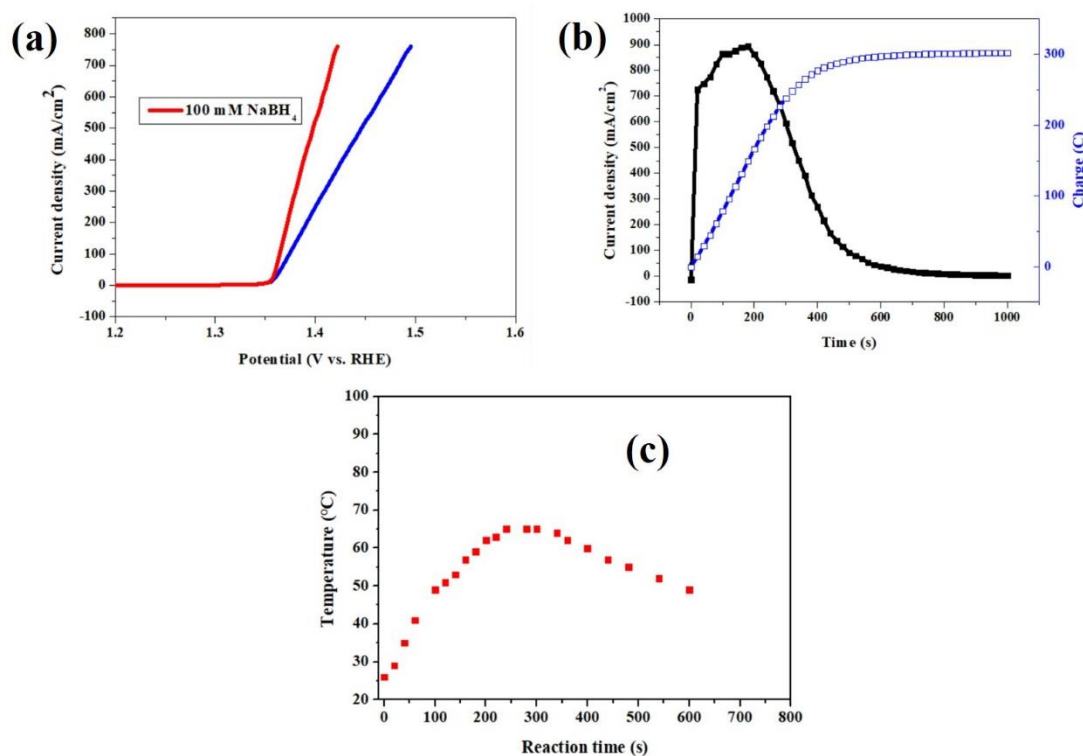 (a)
800
700
600
500
400
300
200
100
0
-100
Current density (mA/cm²)
100 mM NaBH₄
1.2 1.3 1.4 1.5 1.6
Potential (V vs. RHE)
(b)
1000
900
800
700
600
500
400
300
200
100
0
-100
Current density (mA/cm²)
300
200
100
0
Charge (C)
0 200 400 600 800 1000
Time (s)
(c)
100
90
80
70
60
50
40
30
20
Temperature (°C)
0 100 200 300 400 500 600 700 800
Reaction time (s)